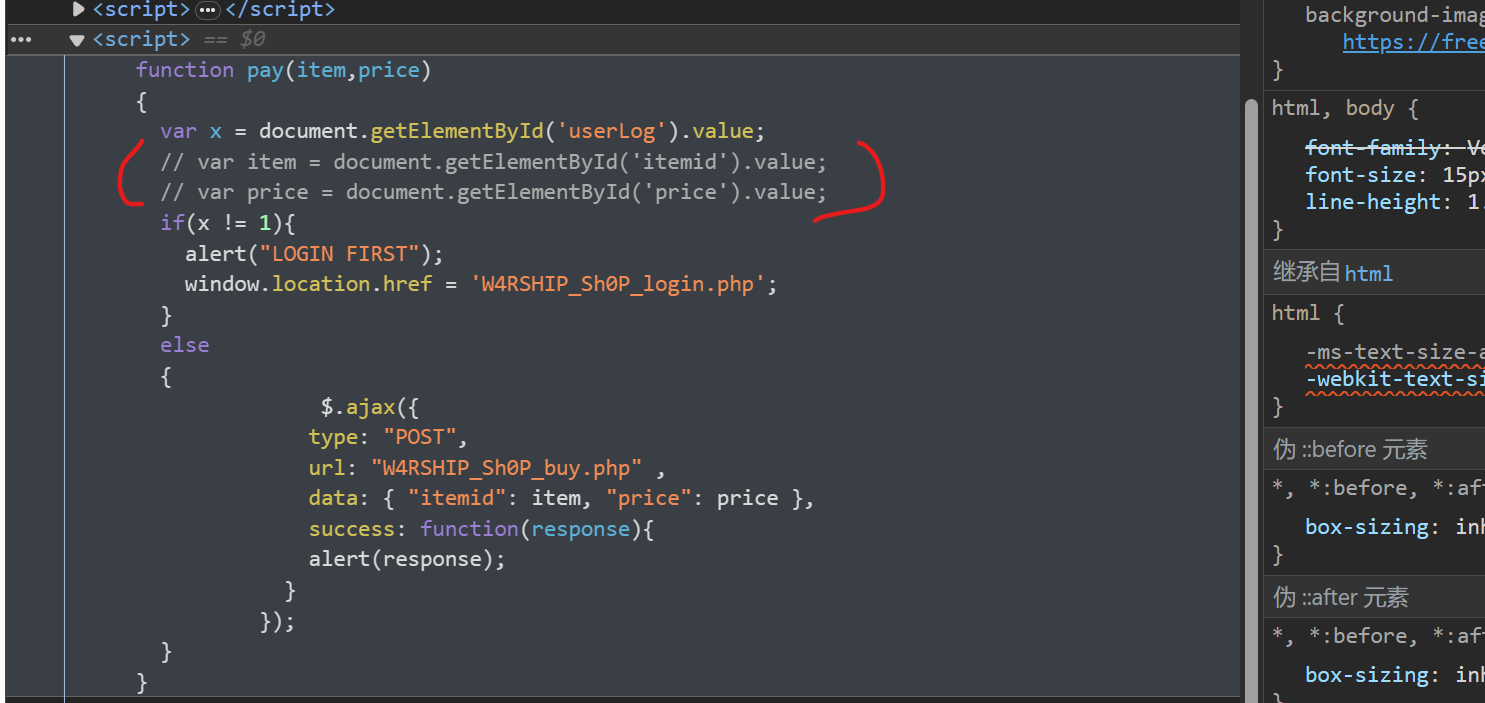 <script> ••• </script>
••• <script> == $0
function pay(item,price)
{
var x = document.getElementById('userLog').value;
// var item = document.getElementById('itemid').value;
// var price = document.getElementById('price').value;
if(x != 1){
alert("LOGIN FIRST");
window.location.href = 'W4RSHIP_Sh0P_login.php';
}
else
{
$.ajax({
type: "POST",
url: "W4RSHIP_Sh0P_buy.php" ,
data: { "itemid": item, "price": price },
success: function(response){
alert(response);
}
});
}
}
background-imag
https://free
}
html, body {
font-family: Ve
font-size: 15px
line-height: 1.
}
继承自 html
html {
-ms-text-size-a
-webkit-text-si
}
伪 ::before 元素
*, *:before, *:aft
box-sizing: inh
}
伪 ::after 元素
*, *:before, *:aft
box-sizing: inh
}